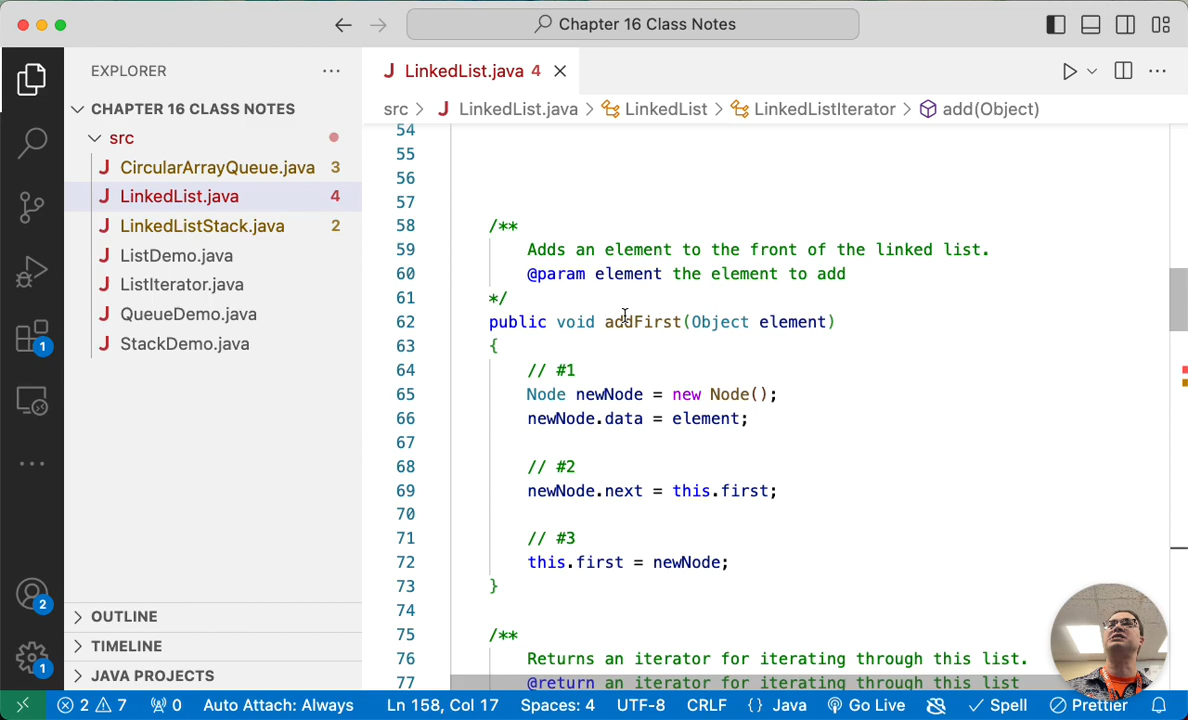 Chapter 16 Class Notes
EXPLORER
LinkedList.java 4
CHAPTER 16 CLASS NOTES
src
CircularArrayQueue.java 3
LinkedList.java 4
LinkedListStack.java 2
ListDemo.java
ListIterator.java
QueueDemo.java
StackDemo.java
OUTLINE
TIMELINE
JAVA PROJECTS
src > LinkedList.java > LinkedList > LinkedListIterator > add(Object)
54
55
56
57
58 /**
59 Adds an element to the front of the linked list.
60 @param element the element to add
61 */
62 public void addFirst(Object element)
63 {
64 // #1
65 Node newNode = new Node();
66 newNode.data = element;
67
68 // #2
69 newNode.next = this.first;
70
71 // #3
72 this.first = newNode;
73 }
74
75 /**
76 Returns an iterator for iterating through this list.
77 @return an iterator for iterating through this list
1
2
1
2 7 0 Auto Attach: Always Ln 158, Col 17 Spaces: 4 UTF-8 CRLF {} Java Go Live Spell Prettier